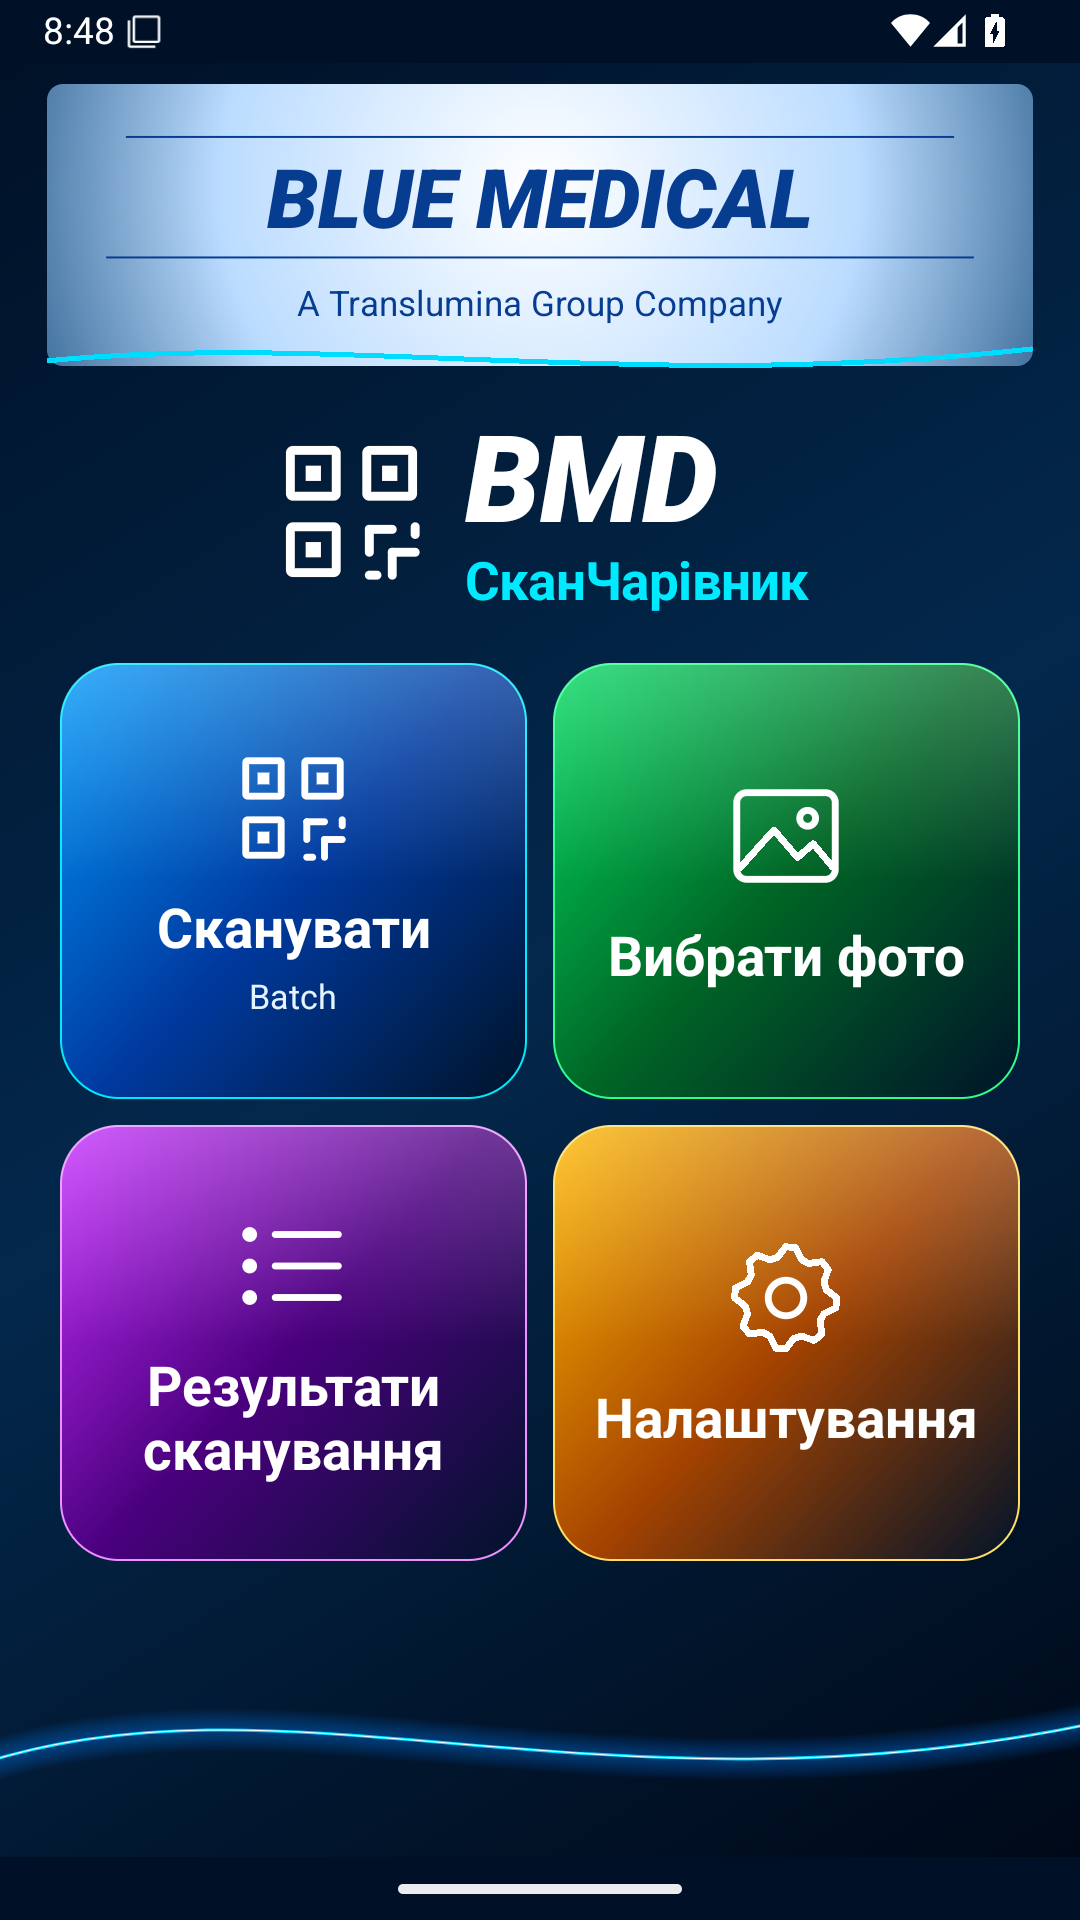 8:48
BLUE MEDICAL
A Translumina Group Company
BMD
СканЧарівник
Сканувати
Batch
Вибрати фото
Результати
сканування
Налаштування